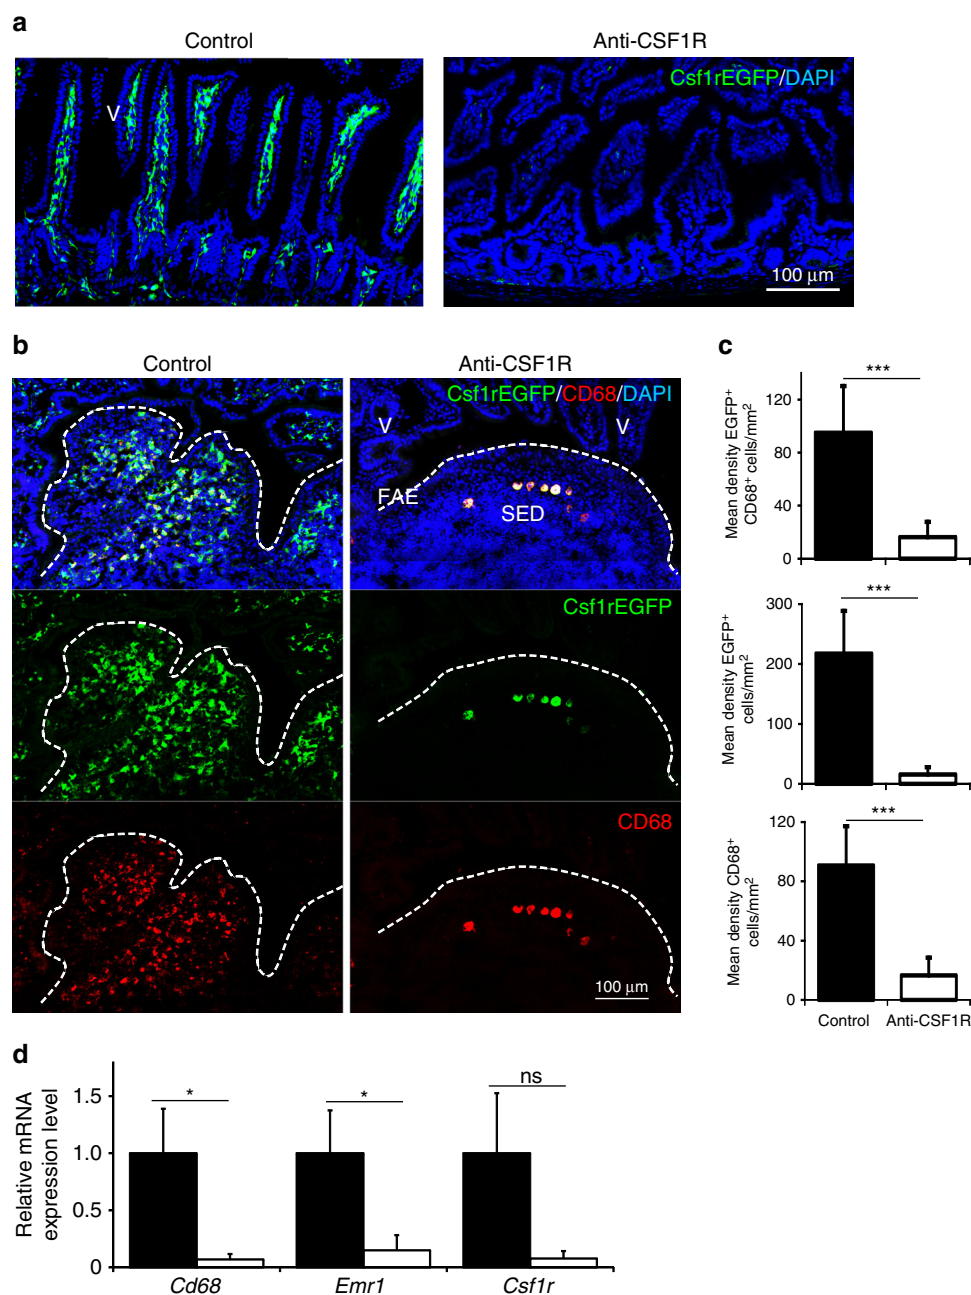 a
Control
Anti-CSF1R
V
Csf1rEGFP/DAPI
100 μm
b
Control
Anti-CSF1R
Csf1rEGFP/CD68/DAPI
V
V
FAE
SED
Csf1rEGFP
CD68
100 μm
c
***
Mean density EGFP⁺
CD68⁺ cells/mm²
120
80
40
0
***
Mean density EGFP⁺
cells/mm²
300
200
100
0
***
Mean density CD68⁺
cells/mm²
120
80
40
0
Control
Anti-CSF1R
d
Relative mRNA
expression level
1.5
1.0
0.5
0
*
*
ns
Cd68
Emr1
Csf1r